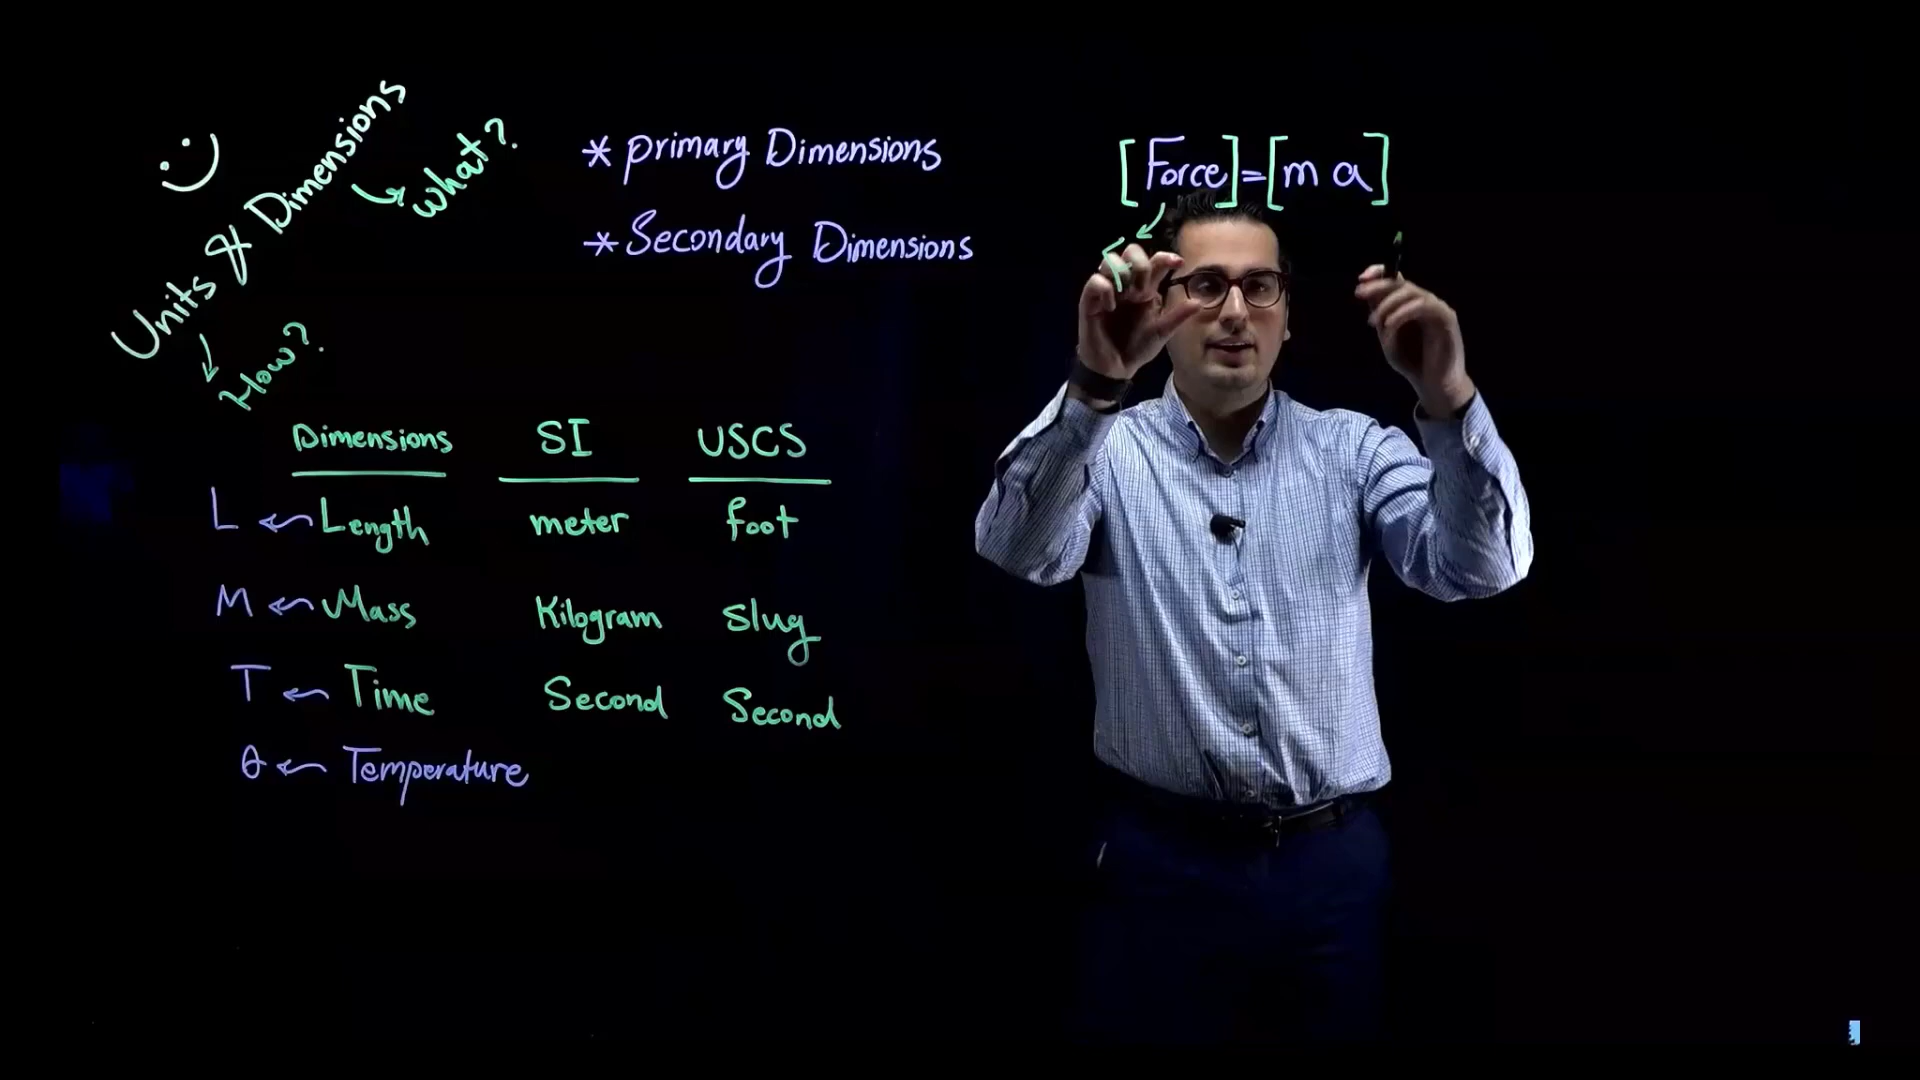 Units & Dimensions
What?
How?
* Primary Dimensions
* Secondary Dimensions
[Force] = [m a]
Dimensions SI USCS
L ← Length meter foot
M ← Mass Kilogram Slug
T ← Time Second Second
θ ← Temperature